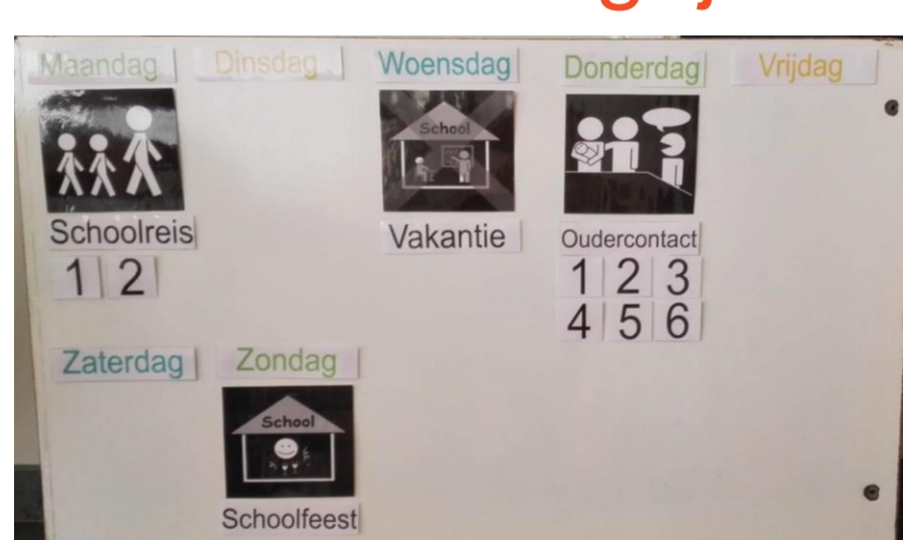 Maandag Dinsdag Woensdag Donderdag Vrijdag
School
Schoolreis Vakantie Oudercontact
1 2 1 2 3
4 5 6
Zaterdag Zondag
School
Schoolfeest